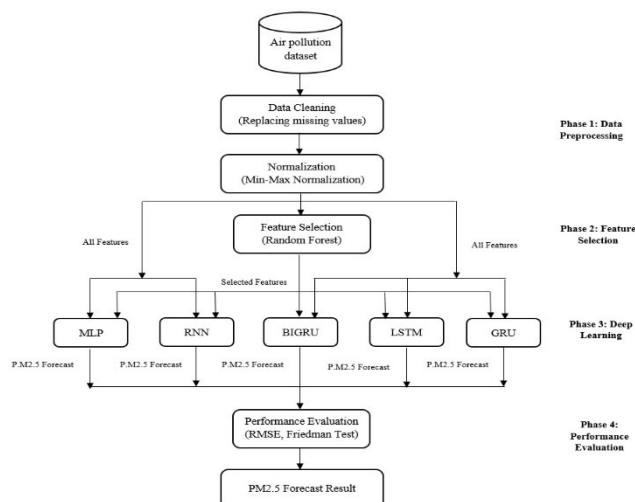 Air pollution
dataset
Data Cleaning
(Replacing missing values)
Phase 1: Data
Preprocessing
Normalization
(Min-Max Normalization)
Feature Selection
(Random Forest)
Phase 2: Feature
Selection
All Features
All Features
Selected Features
MLP
RNN
BIGRU
LSTM
GRU
Phase 3: Deep
Learning
P.M2.5 Forecast
P.M2.5 Forecast
P.M2.5 Forecast
P.M2.5 Forecast
P.M2.5 Forecast
Performance Evaluation
(RMSE, Friedman Test)
Phase 4:
Performance
Evaluation
PM2.5 Forecast Result